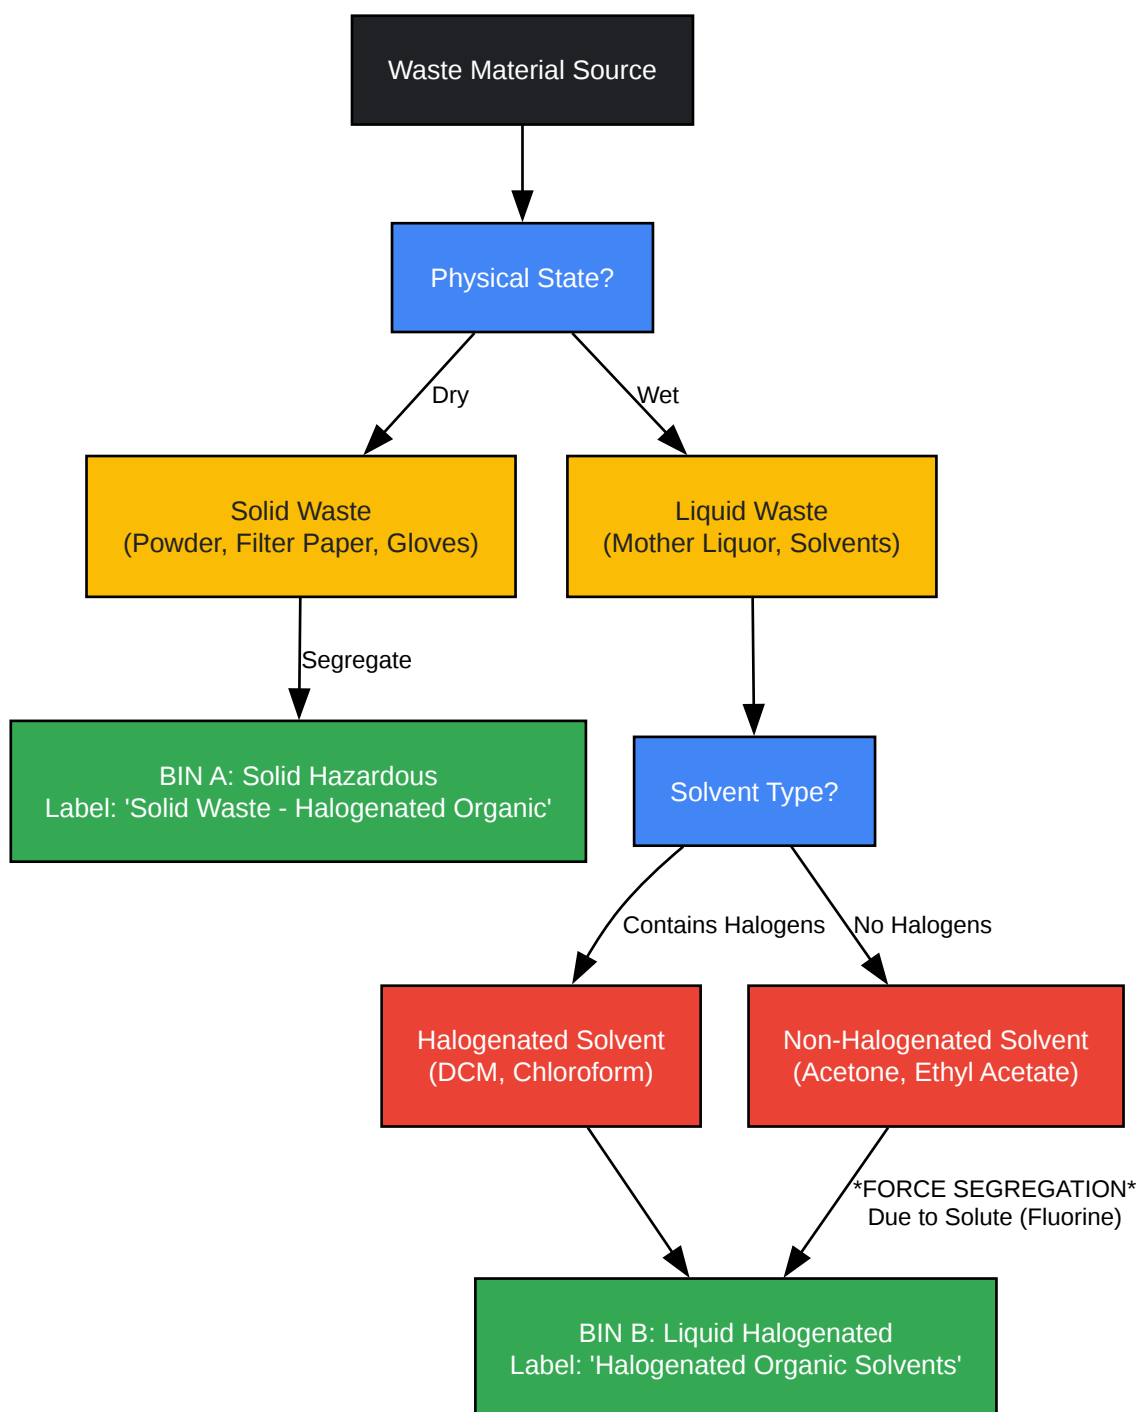 Waste Material Source
Physical State?
Dry
Wet
Solid Waste
(Powder, Filter Paper, Gloves)
Liquid Waste
(Mother Liquor, Solvents)
Segregate
BIN A: Solid Hazardous
Label: 'Solid Waste - Halogenated Organic'
Solvent Type?
Contains Halogens
No Halogens
Halogenated Solvent
(DCM, Chloroform)
Non-Halogenated Solvent
(Acetone, Ethyl Acetate)
*FORCE SEGREGATION*
Due to Solute (Fluorine)
BIN B: Liquid Halogenated
Label: 'Halogenated Organic Solvents'